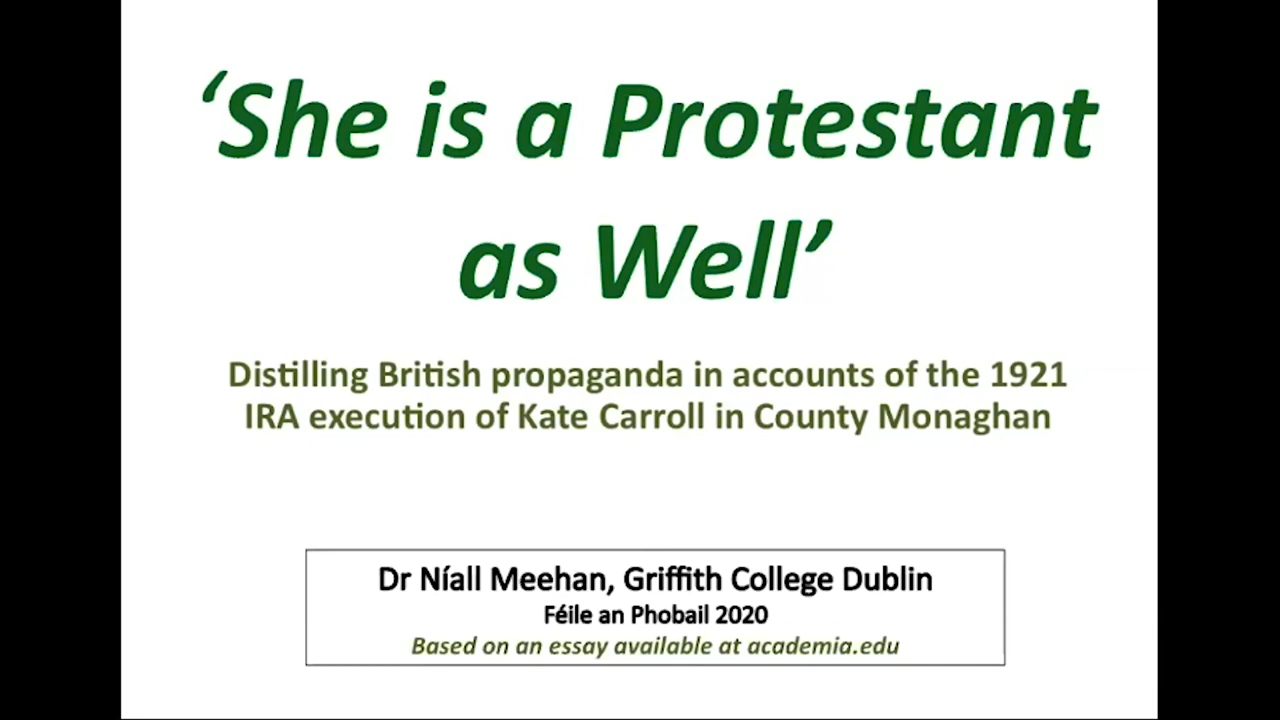 ‘She is a Protestant
as Well’
Distilling British propaganda in accounts of the 1921
IRA execution of Kate Carroll in County Monaghan
Dr Níall Meehan, Griffith College Dublin
Féile an Phobail 2020
Based on an essay available at academia.edu